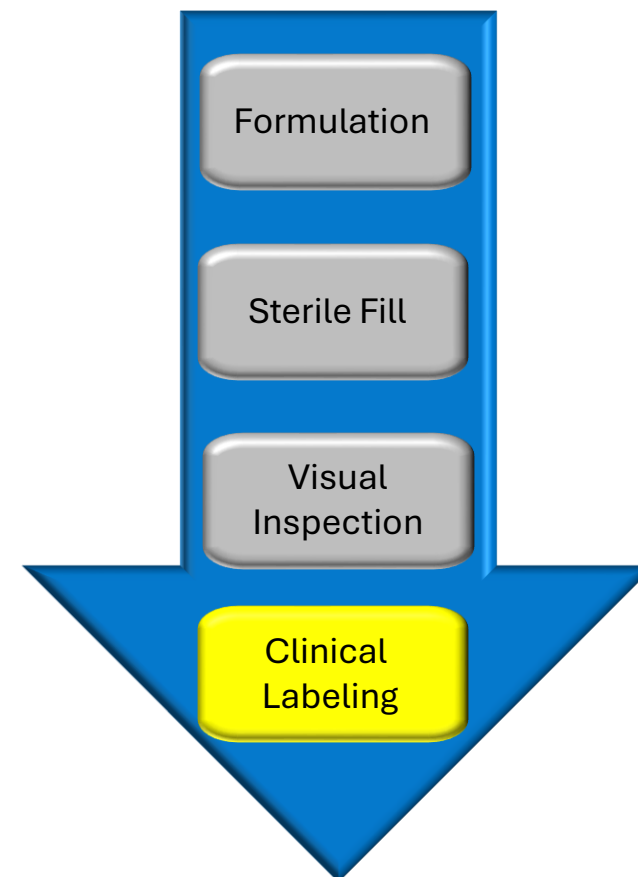 Formulation
Sterile Fill
Visual
Inspection
Clinical
Labeling